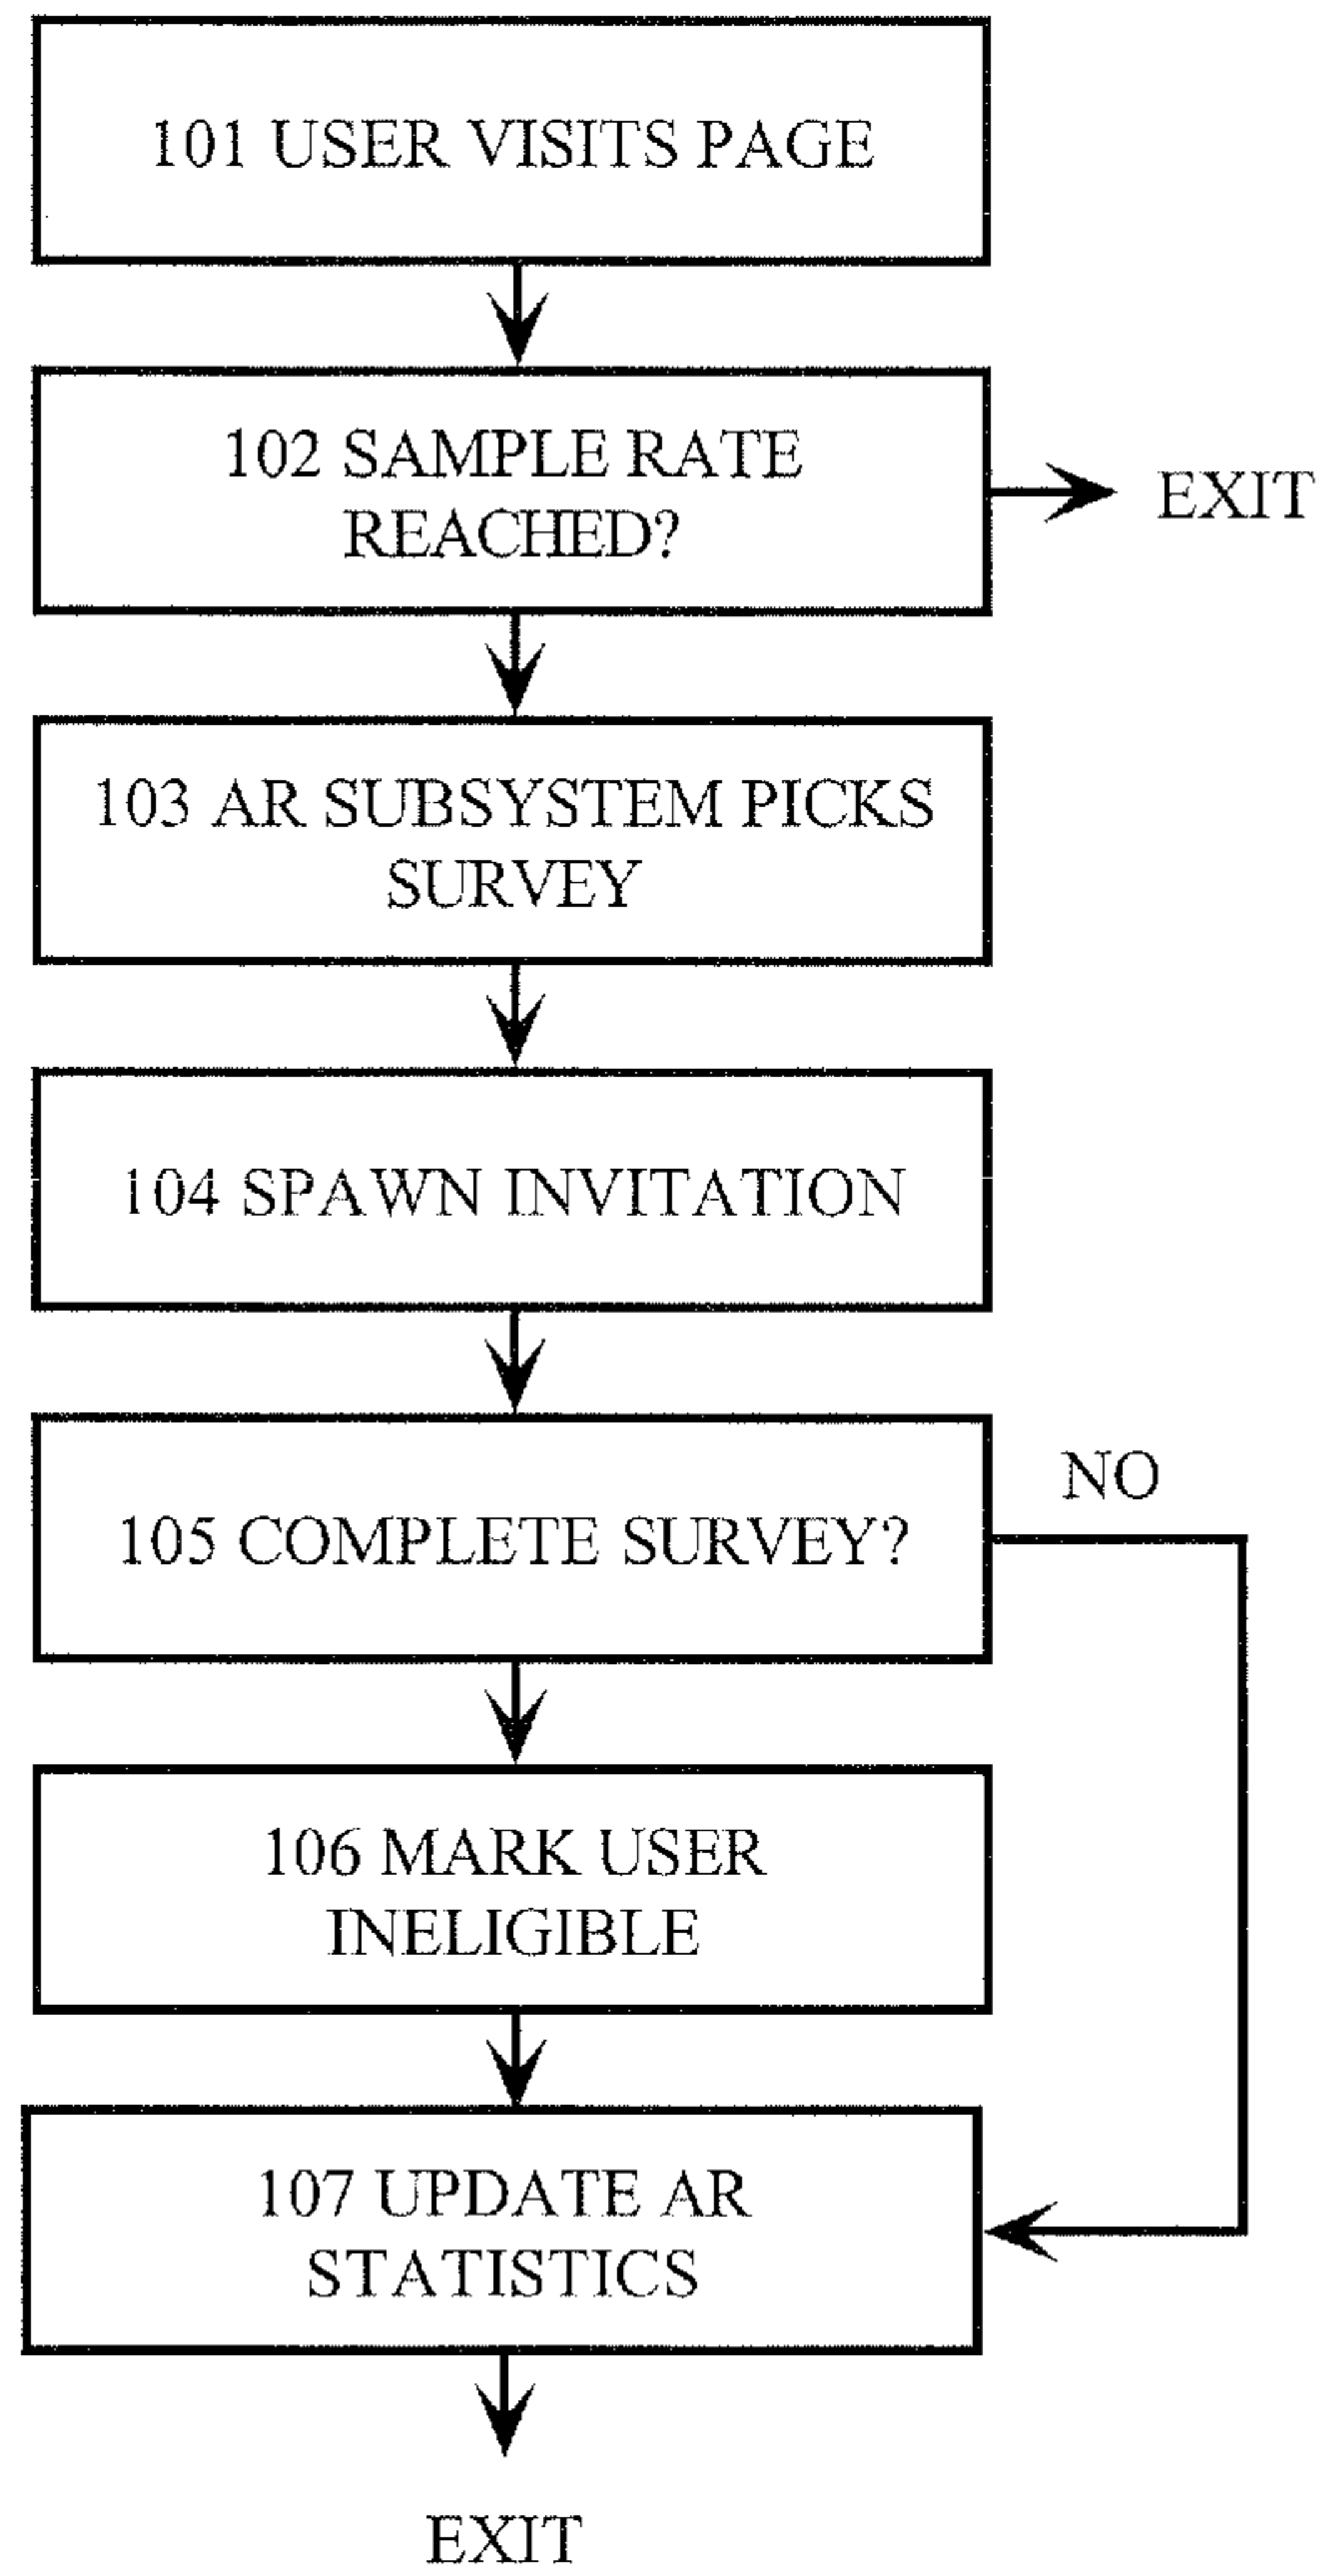 101 USER VISITS PAGE
102 SAMPLE RATE
REACHED?
EXIT
103 AR SUBSYSTEM PICKS
SURVEY
104 SPAWN INVITATION
NO
105 COMPLETE SURVEY?
106 MARK USER
INELIGIBLE
107 UPDATE AR
STATISTICS
EXIT